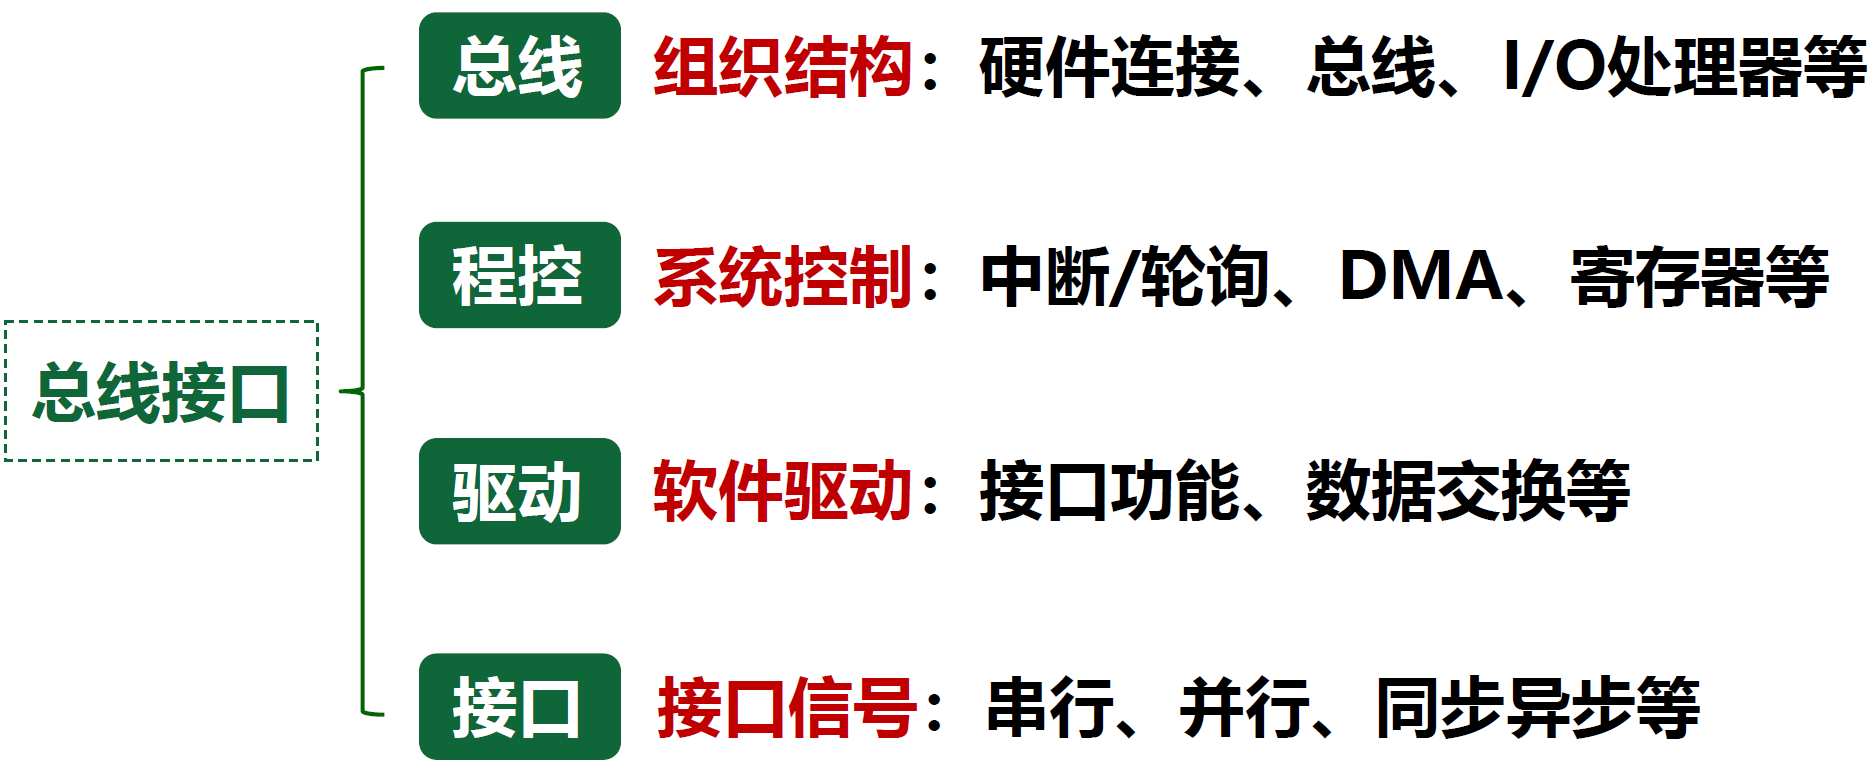 总线 组织结构：硬件连接、总线、I/O处理器等
程控 系统控制：中断/轮询、DMA、寄存器等
总线接口
驱动 软件驱动：接口功能、数据交换等
接口 接口信号：串行、并行、同步异步等